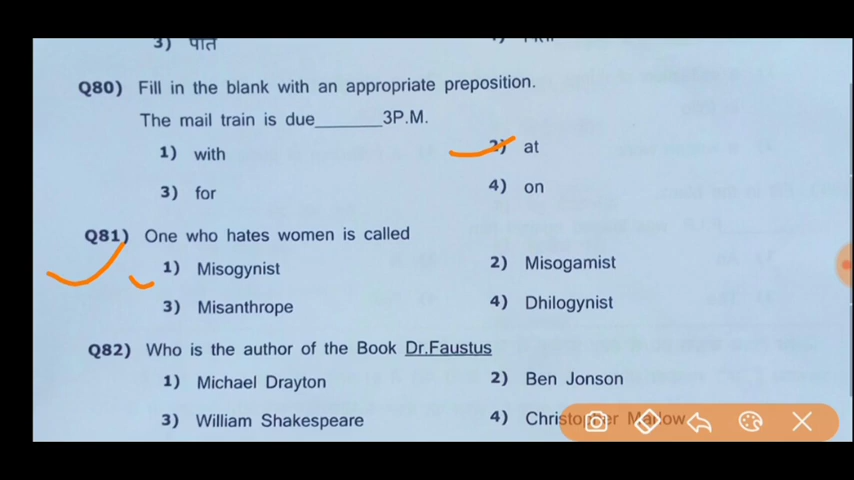 3) पात
Q80) Fill in the blank with an appropriate preposition.
The mail train is due_______3P.M.
1) with 2) at
3) for 4) on
Q81) One who hates women is called
1) Misogynist 2) Misogamist
3) Misanthrope 4) Dhilogynist
Q82) Who is the author of the Book Dr.Faustus
1) Michael Drayton 2) Ben Jonson
3) William Shakespeare 4) Christopher Marlow